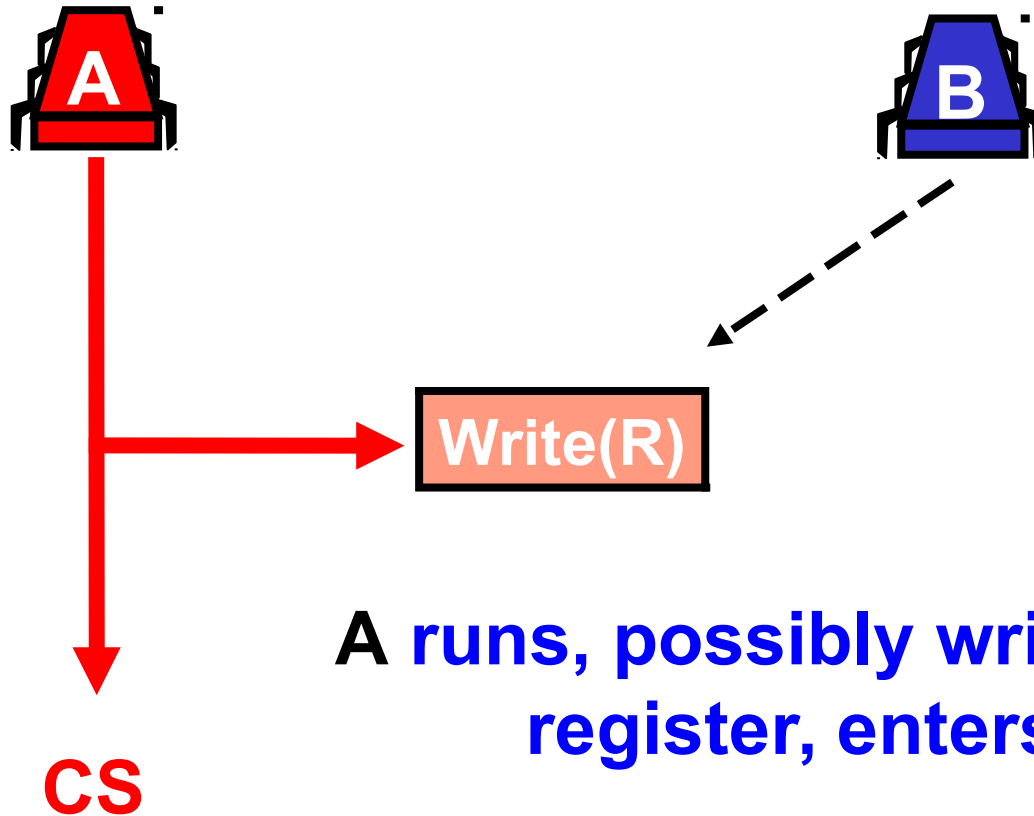 A
B
Write(R)
A runs, possibly wri
register, enters
CS